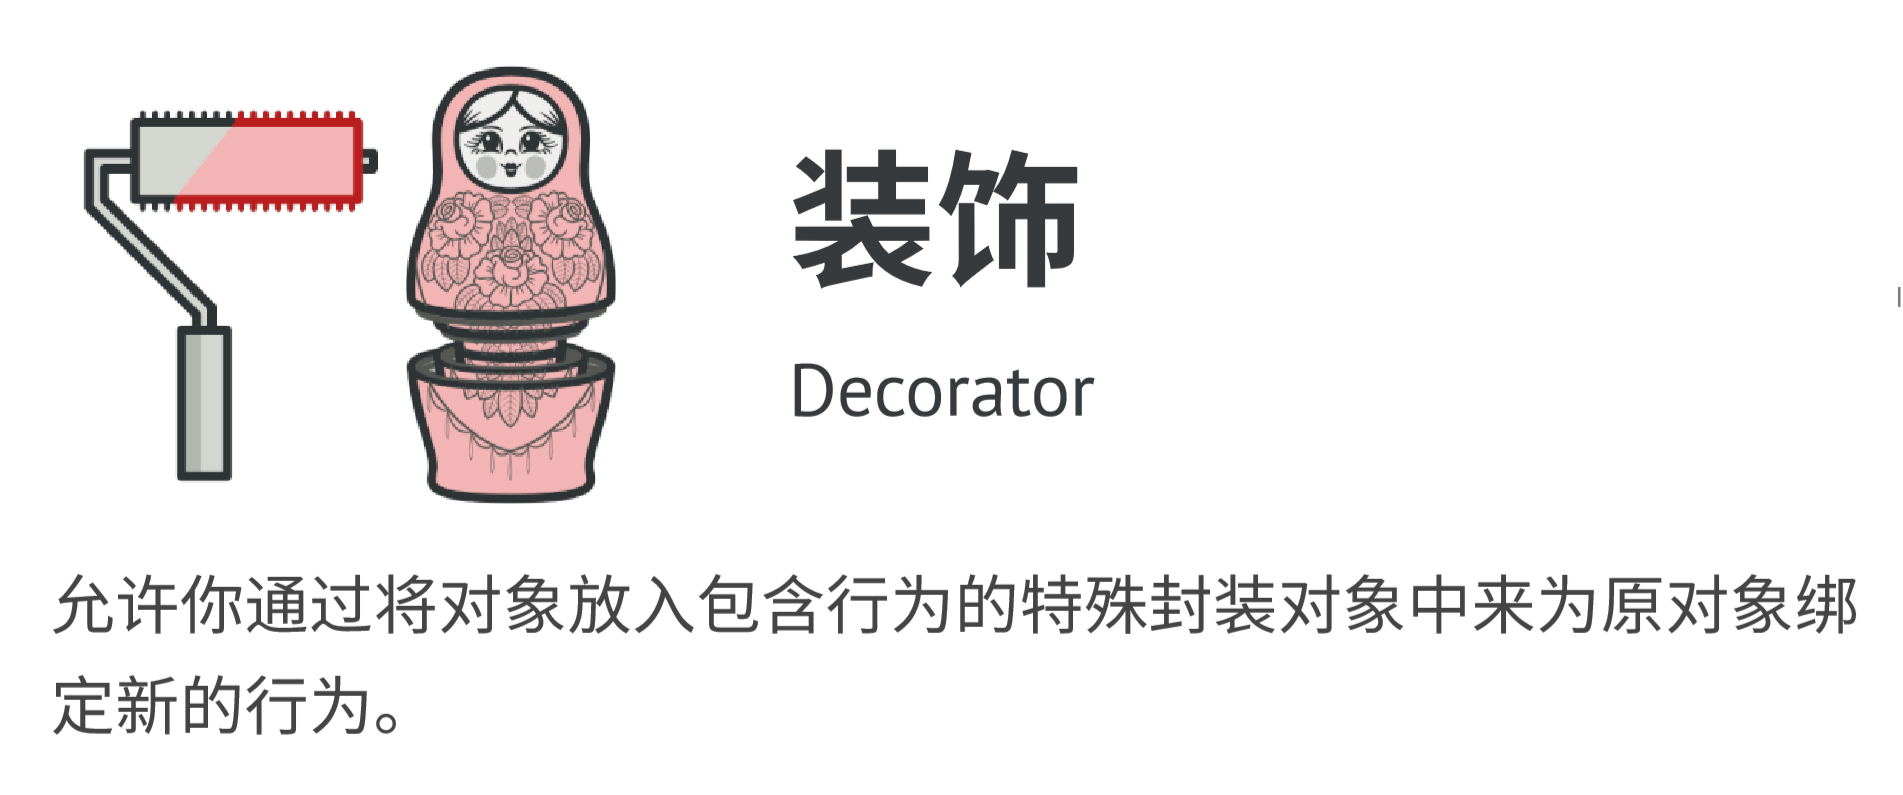 装饰
Decorator
允许你通过将对象放入包含行为的特殊封装对象中来为原对象绑
定新的行为。